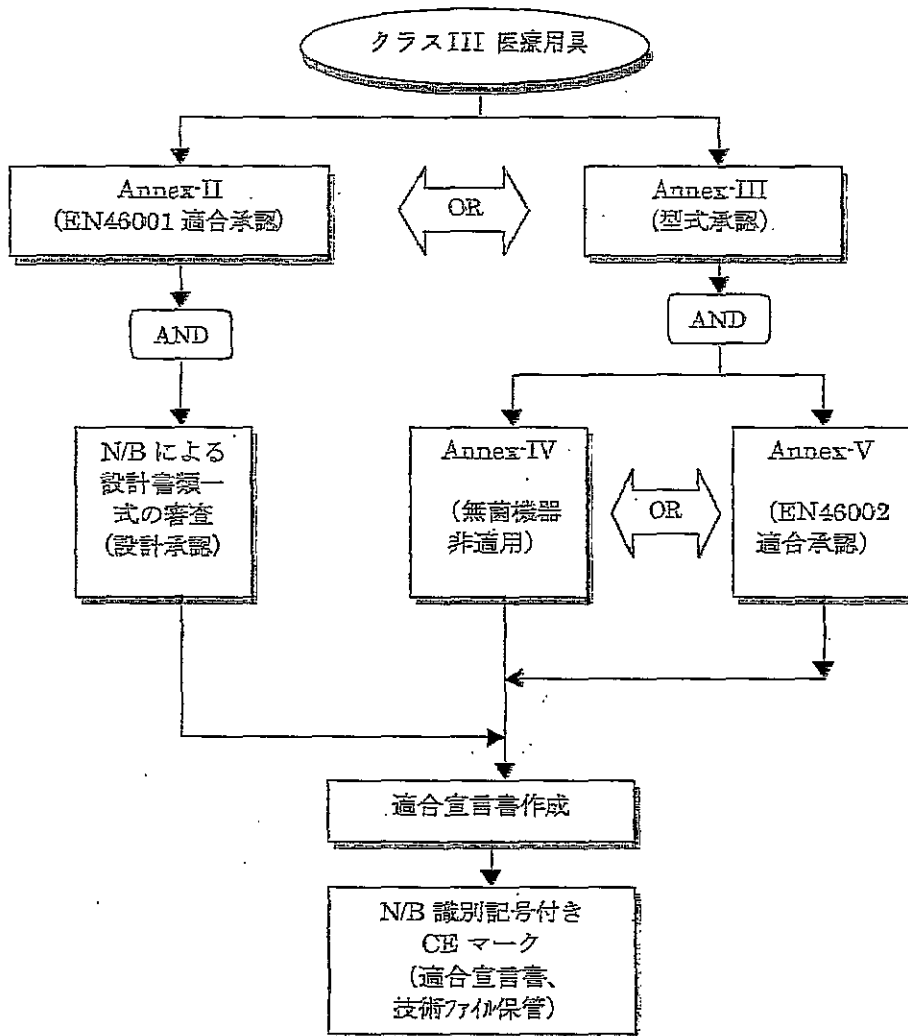 クラスIII 医療用具
Annex-II
(EN46001 適合承認)
OR
Annex-III
(型式承認)
AND
AND
N/B による
設計書類一
式の審査
(設計承認)
Annex-IV
(無菌機器
非適用)
OR
Annex-V
(EN46002
適合承認)
適合宣言書作成
N/B 識別記号付き
CE マーク
(適合宣言書、
技術ファイル保管)